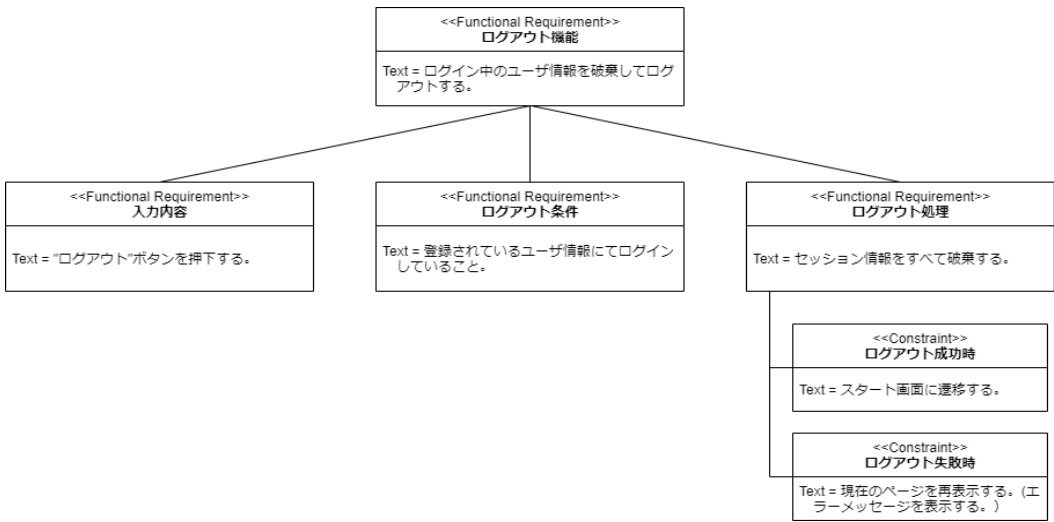 <<Functional Requirement>>
ログアウト機能
Text = ログイン中のユーザ情報を破棄してログ
アウトする。
<<Functional Requirement>>
入力内容
Text = "ログアウト"ボタンを押下する。
<<Functional Requirement>>
ログアウト条件
Text = 登録されているユーザ情報にてログイン
していること。
<<Functional Requirement>>
ログアウト処理
Text = セッション情報をすべて破棄する。
<<Constraint>>
ログアウト成功時
Text = スタート画面に遷移する。
<<Constraint>>
ログアウト失敗時
Text = 現在のページを再表示する。(エ
ラーメッセージを表示する。)